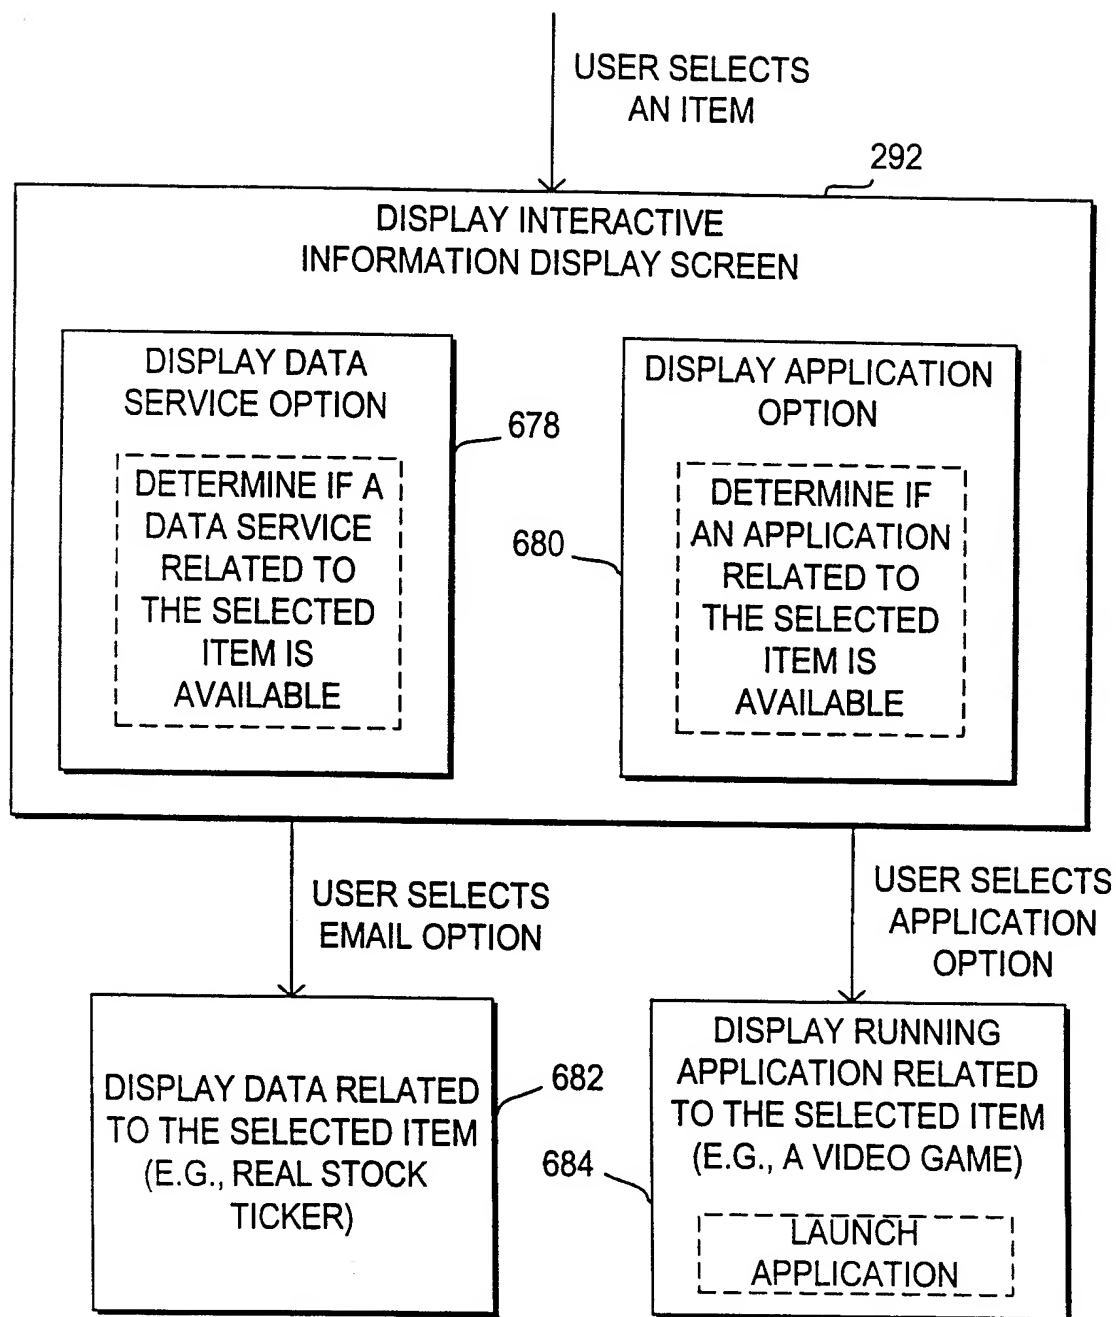 USER SELECTS
AN ITEM
292
DISPLAY INTERACTIVE
INFORMATION DISPLAY SCREEN
DISPLAY DATA
SERVICE OPTION
678
DETERMINE IF A
DATA SERVICE
RELATED TO
THE SELECTED
ITEM IS
AVAILABLE
DISPLAY APPLICATION
OPTION
680
DETERMINE IF
AN APPLICATION
RELATED TO
THE SELECTED
ITEM IS
AVAILABLE
USER SELECTS
EMAIL OPTION
USER SELECTS
APPLICATION
OPTION
DISPLAY DATA RELATED
TO THE SELECTED ITEM
(E.G., REAL STOCK
TICKER)
682
DISPLAY RUNNING
APPLICATION RELATED
TO THE SELECTED ITEM
(E.G., A VIDEO GAME)
684
LAUNCH
APPLICATION